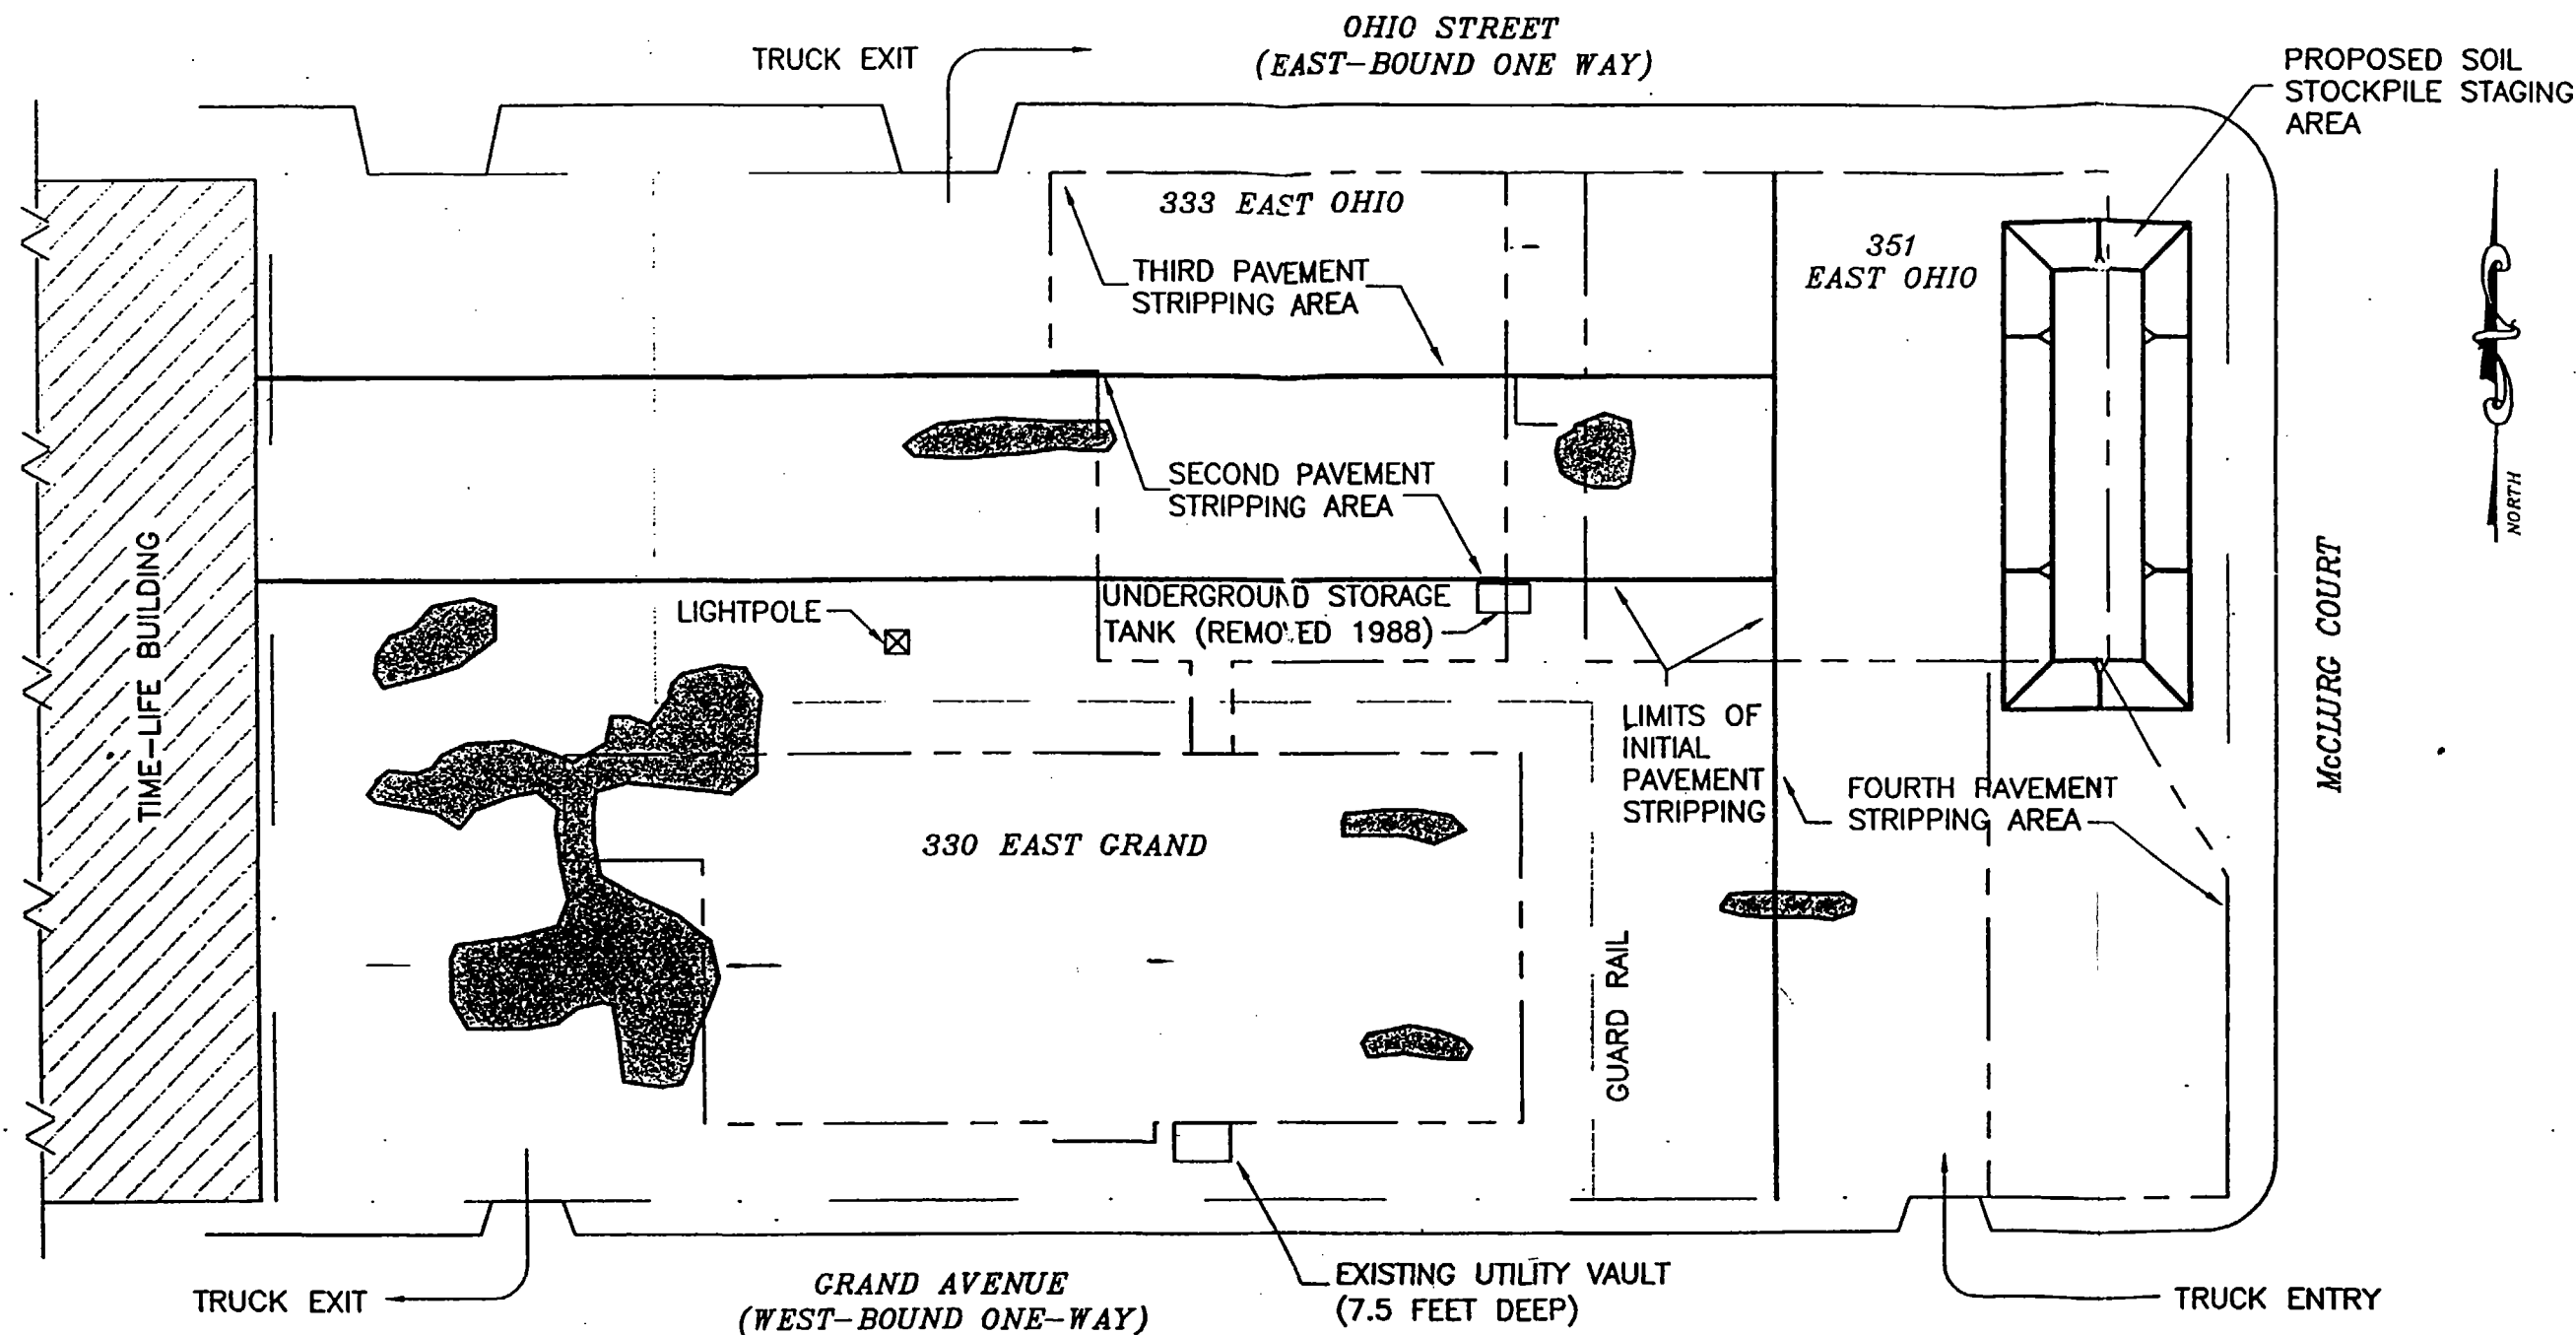 OHIO STREET
(EAST-BOUND ONE WAY)
TRUCK EXIT
PROPOSED SOIL
STOCKPILE STAGING
AREA
333 EAST OHIO
351
EAST OHIO
THIRD PAVEMENT
STRIPPING AREA
SECOND PAVEMENT
STRIPPING AREA
NORTH
TIME-LIFE BUILDING
McCLURG COURT
LIGHTPOLE
UNDERGROUND STORAGE
TANK (REMOVED 1988)
LIMITS OF
INITIAL
PAVEMENT
STRIPPING
FOURTH PAVEMENT
STRIPPING AREA
330 EAST GRAND
GUARD RAIL
EXISTING UTILITY VAULT
(7.5 FEET DEEP)
GRAND AVENUE
(WEST-BOUND ONE-WAY)
TRUCK EXIT
TRUCK ENTRY